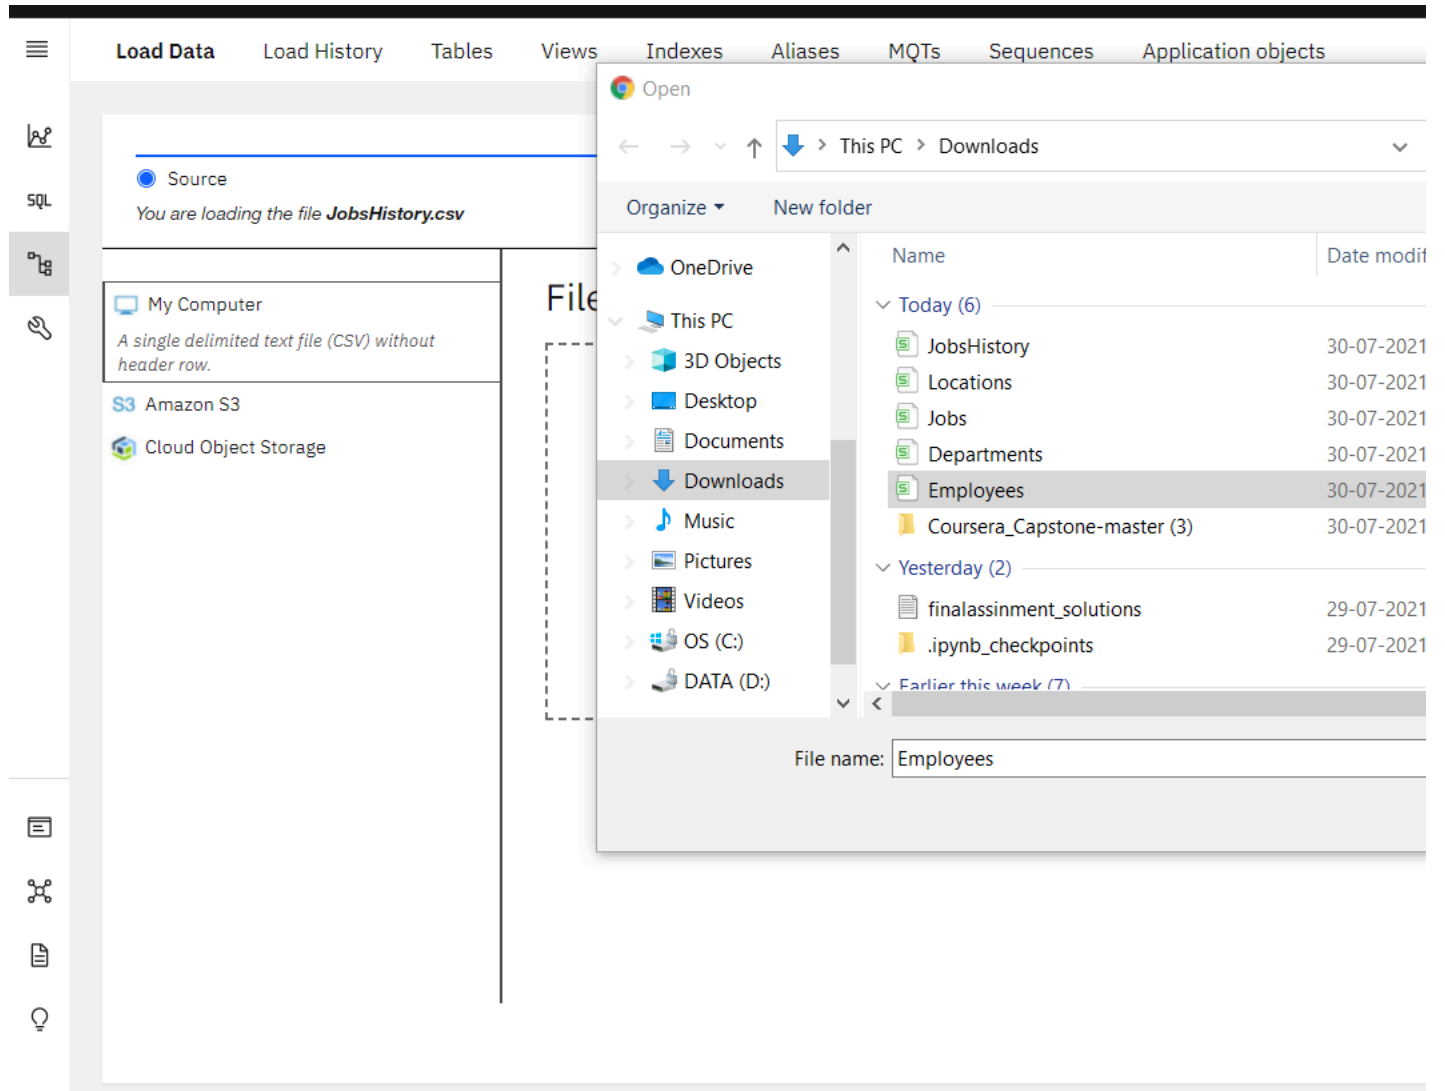 Load Data Load History Tables Views Indexes Aliases MQTs Sequences Application objects
SQL
Source
You are loading the file JobsHistory.csv
My Computer
A single delimited text file (CSV) without
header row.
S3 Amazon S3
Cloud Object Storage
File
Open
This PC > Downloads
Organize New folder
OneDrive
This PC
3D Objects
Desktop
Documents
Downloads
Music
Pictures
Videos
OS (C:)
DATA (D:)
Name Date modif
Today (6)
JobsHistory 30-07-2021
Locations 30-07-2021
Jobs 30-07-2021
Departments 30-07-2021
Employees 30-07-2021
Coursera_Capstone-master (3) 30-07-2021
Yesterday (2)
finalassinment_solutions 29-07-2021
.ipynb_checkpoints 29-07-2021
Earlier this week (7)
File name: Employees